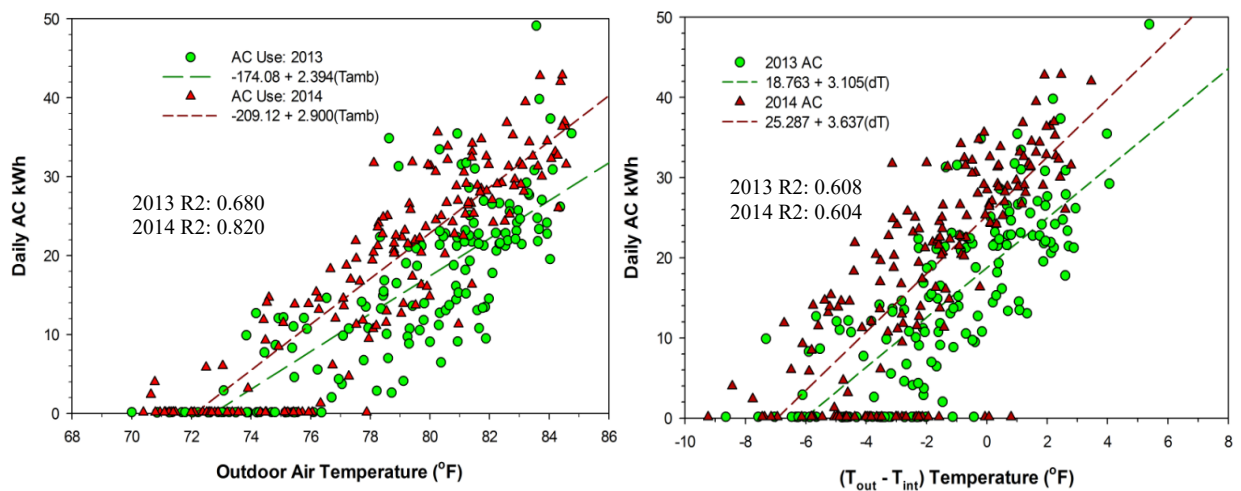 50
40
30
20
10
0
Daily AC kWh
AC Use: 2013
-174.08 + 2.394(Tamb)
AC Use: 2014
-209.12 + 2.900(Tamb)
2013 R2: 0.680
2014 R2: 0.820
68 70 72 74 76 78 80 82 84 86
Outdoor Air Temperature (°F)
50
40
30
20
10
0
Daily AC kWh
2013 AC
18.763 + 3.105(dT)
2014 AC
25.287 + 3.637(dT)
2013 R2: 0.608
2014 R2: 0.604
-10 -8 -6 -4 -2 0 2 4 6 8
(Tout - Tint) Temperature (°F)